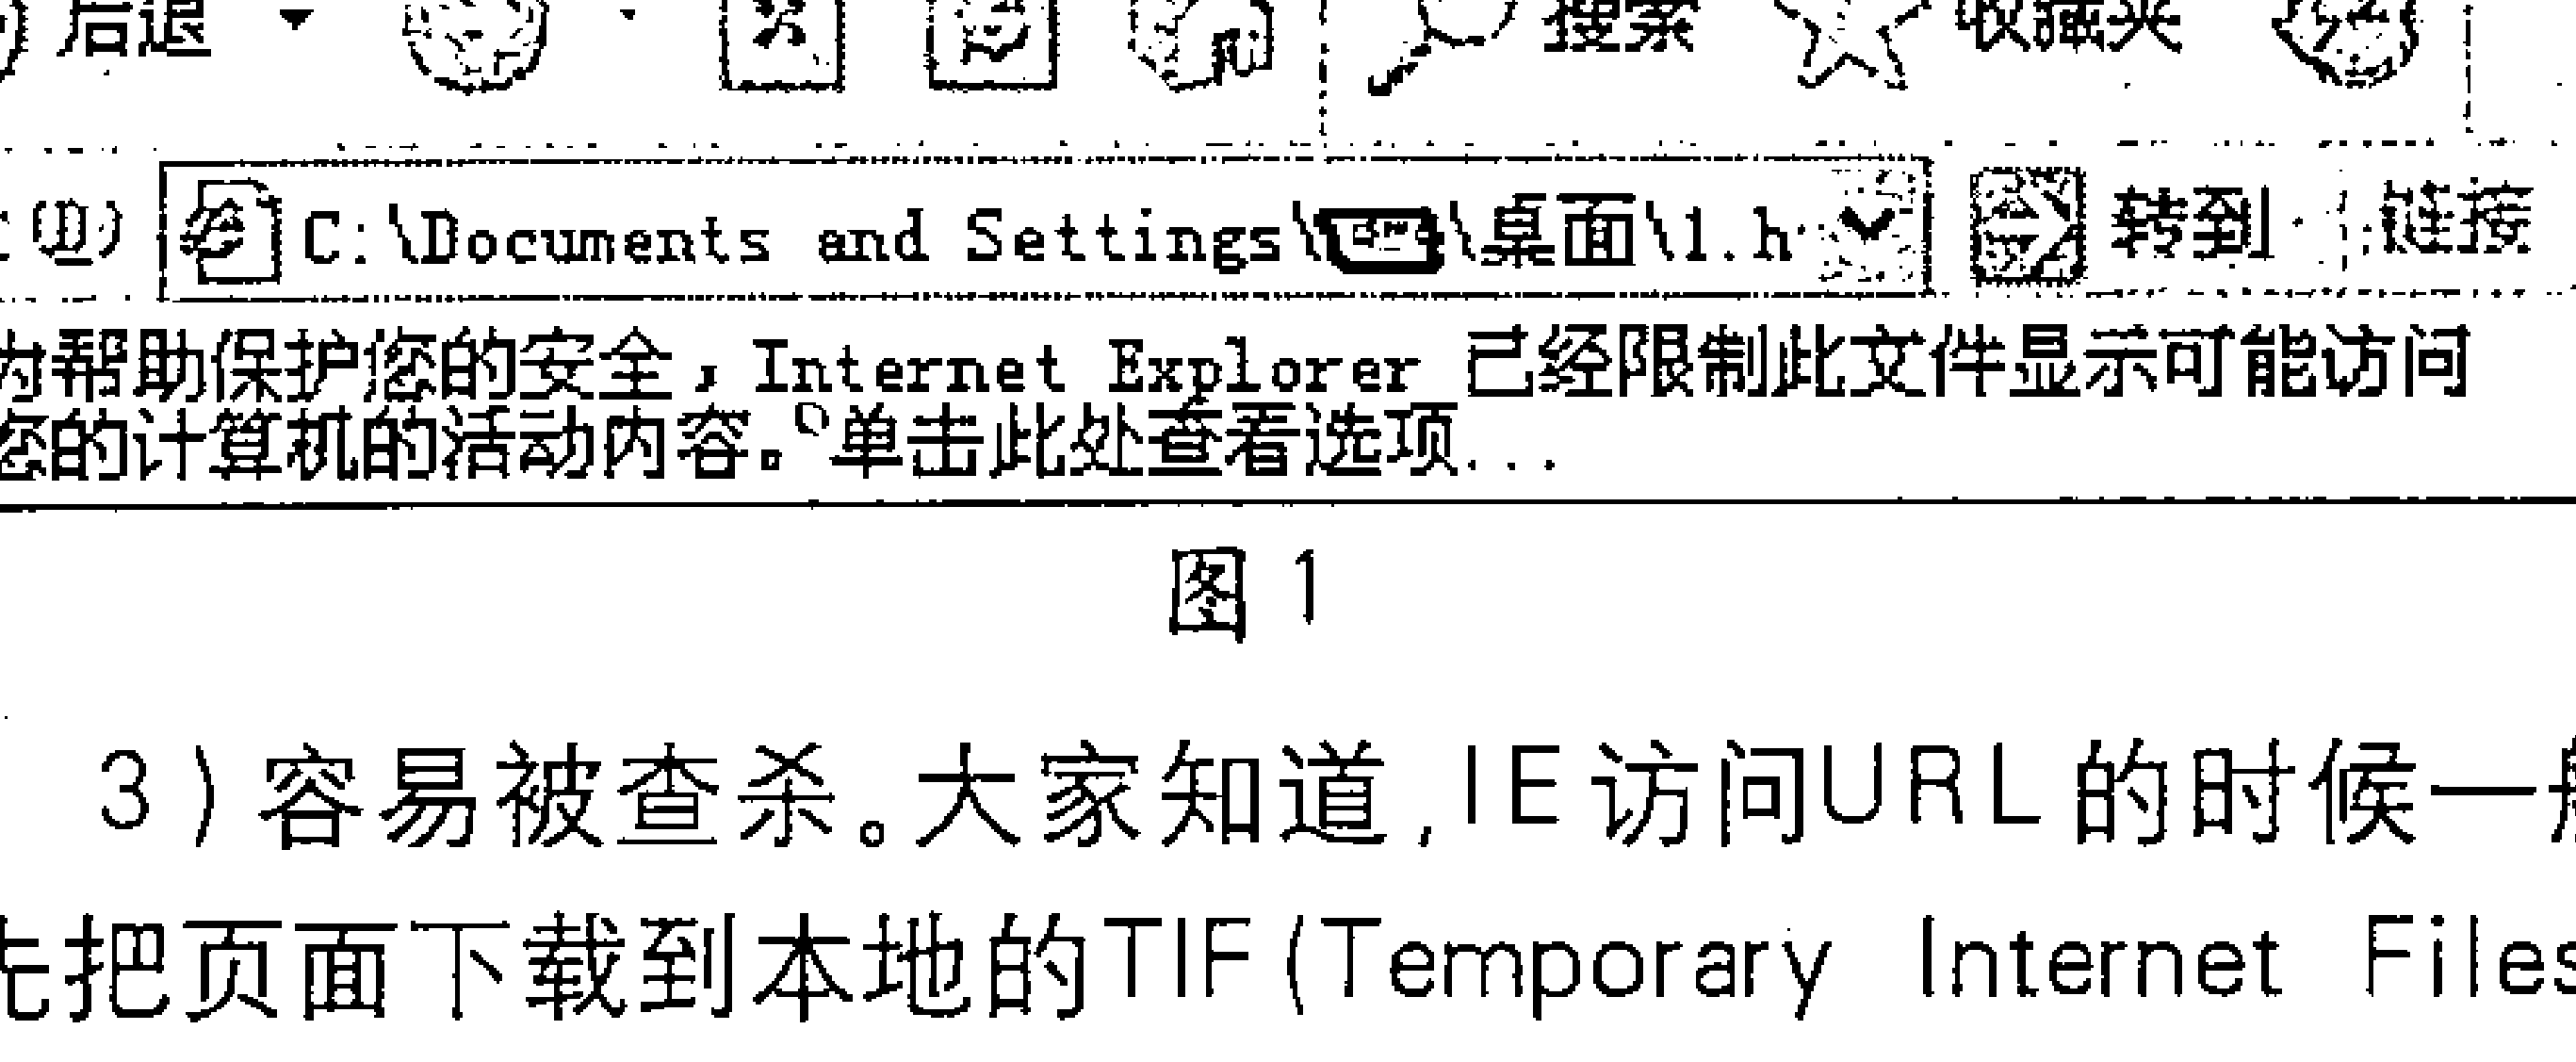 后退 搜索 收藏夹
(D) C:\Documents and Settings\ \桌面\1.h 转到 链接
为帮助保护您的安全，Internet Explorer 已经限制此文件显示可能访问
您的计算机的活动内容。单击此处查看选项...
图 1
3)容易被查杀。大家知道,IE访问URL的时候一般
先把页面下载到本地的TIF(Temporary Internet Files